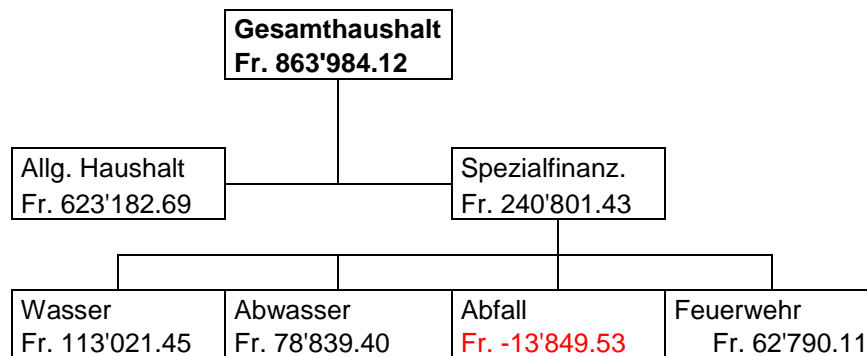 Gesamthaushalt
Fr. 863'984.12
Allg. Haushalt
Fr. 623'182.69
Spezialfinanz.
Fr. 240'801.43
Wasser
Fr. 113'021.45
Abwasser
Fr. 78'839.40
Abfall
Fr. -13'849.53
Feuerwehr
Fr. 62'790.11